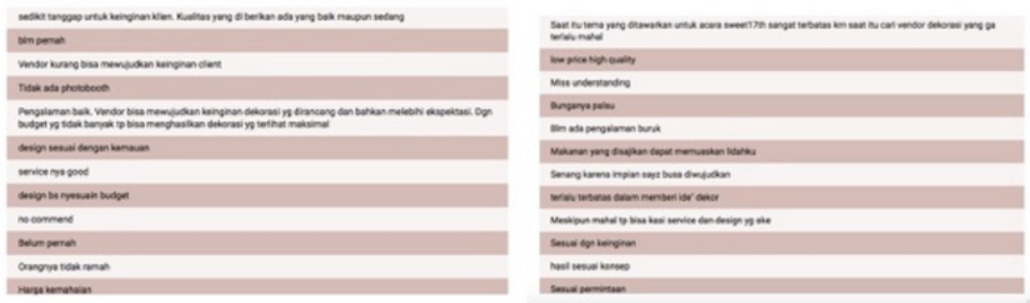 sedikit tanggap untuk keinginan klien. Kualitas yang di berikan ada yang baik maupun sedang
blm pernah
Vendor kurang bisa mewujudkan keinginan client
Tidak ada photobooth
Pengalaman baik. Vendor bisa mewujudkan keinginan dekorasi yg dirancang dan bahkan melebihi ekspektasi. Dgn
budget yg tidak banyak tp bisa menghasilkan dekorasi yg terlihat maksimal
design sesuai dengan kemauan
service nya good
design bs nyesuain budget
no commend
Belum pernah
Orangnya tidak ramah
Harga kemahalan
Saat itu tema yang ditawarkan untuk acara sweet17th sangat terbatas krn saat itu cari vendor dekorasi yang ga
terlalu mahal
low price high quality
Miss understanding
Bunganya palsu
Blm ada pengalaman buruk
Makanan yang disajikan dapat memuaskan lidahku
Senang karena impian sayz busa diwujudkan
terlalu terbatas dalam memberi ide' dekor
Meskipun mahal tp bisa kasi service dan design yg oke
Sesuai dgn keinginan
hasil sesuai konsep
Sesuai permintaan